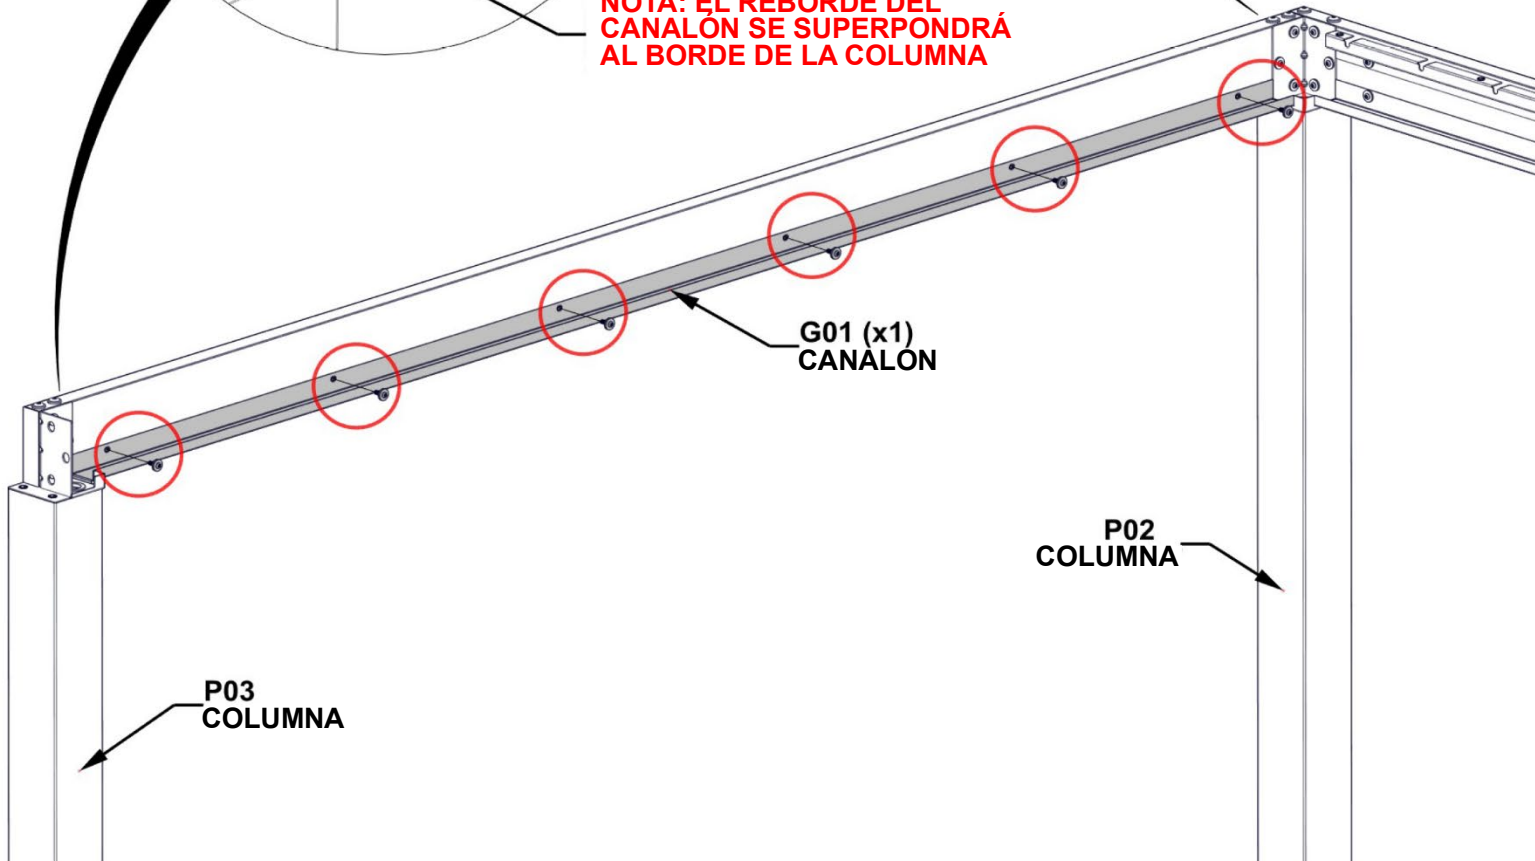 NOTA: EL REBORDE DEL
CANALÓN SE SUPERPONDRÁ
AL BORDE DE LA COLUMNA
G01 (x1)
CANALÓN
P02
COLUMNA
P03
COLUMNA